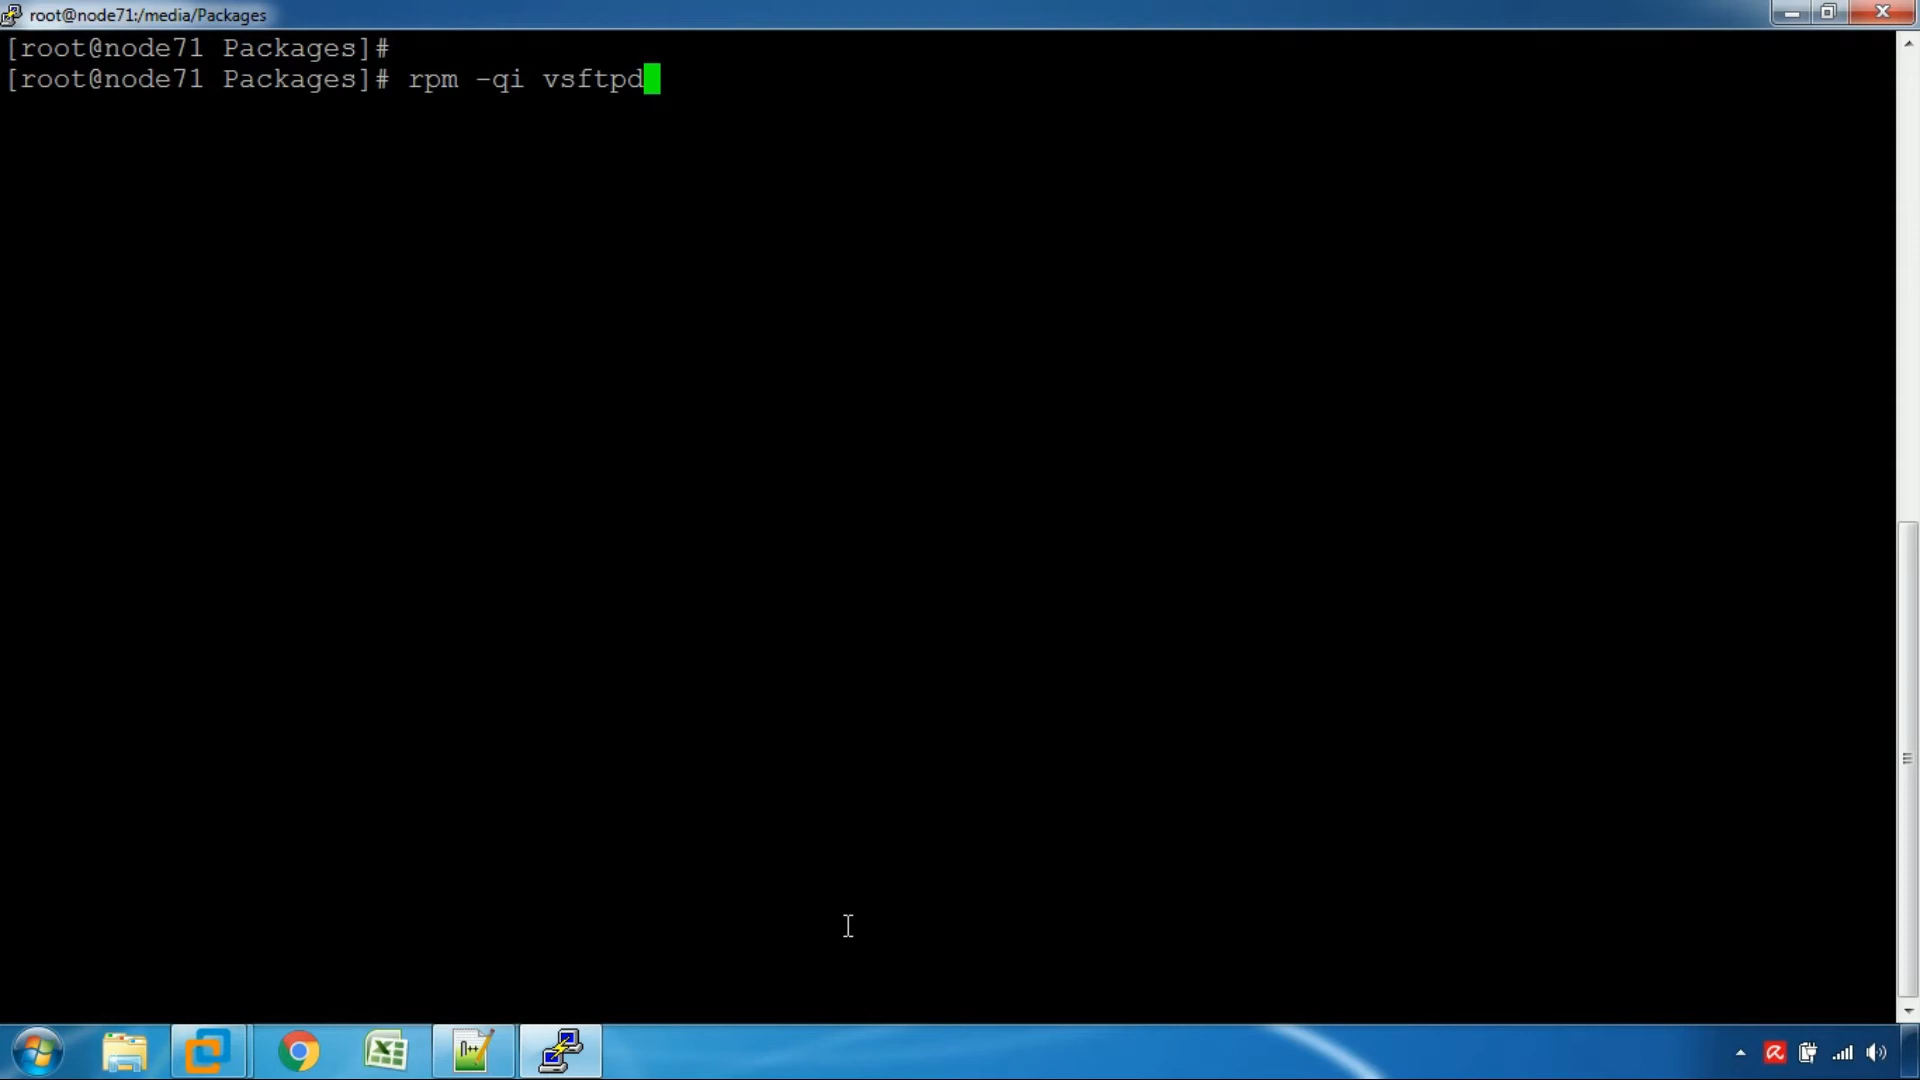 root@node71:/media/Packages
[root@node71 Packages]#
[root@node71 Packages]# rpm -qi vsftpd